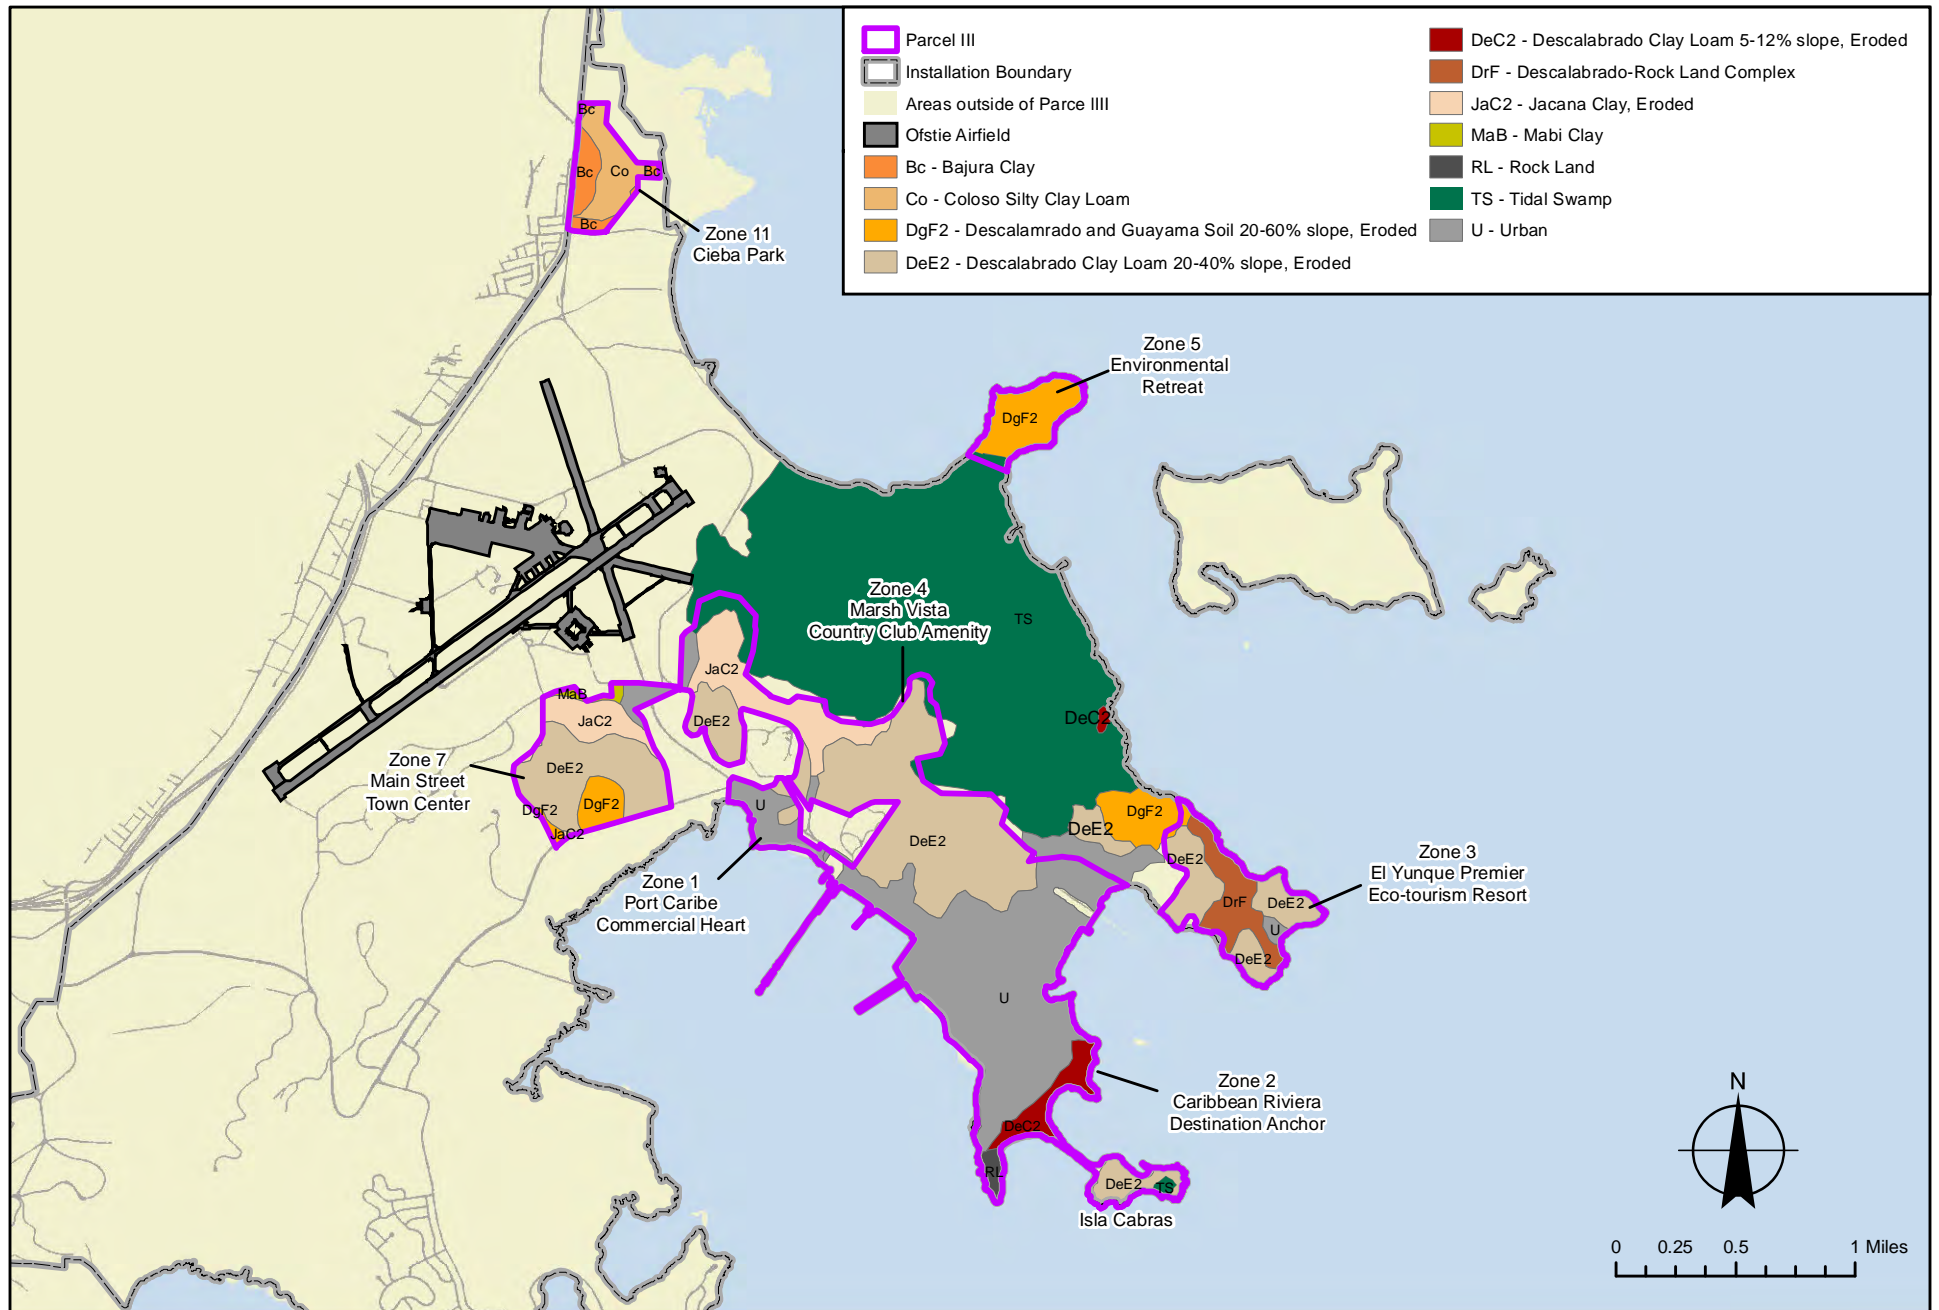 Parcel III
Installation Boundary
Areas outside of Parce IIII
Ofstie Airfield
Bc - Bajura Clay
Co - Coloso Silty Clay Loam
DgF2 - Descalamrado and Guayama Soil 20-60% slope, Eroded
DeE2 - Descalabrado Clay Loam 20-40% slope, Eroded
DeC2 - Descalabrado Clay Loam 5-12% slope, Eroded
DrF - Descalabrado-Rock Land Complex
JaC2 - Jacana Clay, Eroded
MaB - Mabi Clay
RL - Rock Land
TS - Tidal Swamp
U - Urban
Bc
Bc
Co
Bc
Bc
Zone 11
Cieba Park
Zone 5
Environmental
Retreat
DgF2
Zone 4
Marsh Vista
Country Club Amenity
TS
JaC2
MaB
JaC2
DeE2
DeC2
Zone 7
Main Street
Town Center
DeE2
DgF2
DgF2
JaC2
U
DeE2
DgF2
DeE2
DeE2
Zone 3
El Yunque Premier
Eco-tourism Resort
Zone 1
Port Caribe
Commercial Heart
DrF
DeE2
U
DeE2
U
Zone 2
Caribbean Riviera
Destination Anchor
DeC2
RL
DeE2
TS
Isla Cabras
N
0 0.25 0.5 1 Miles